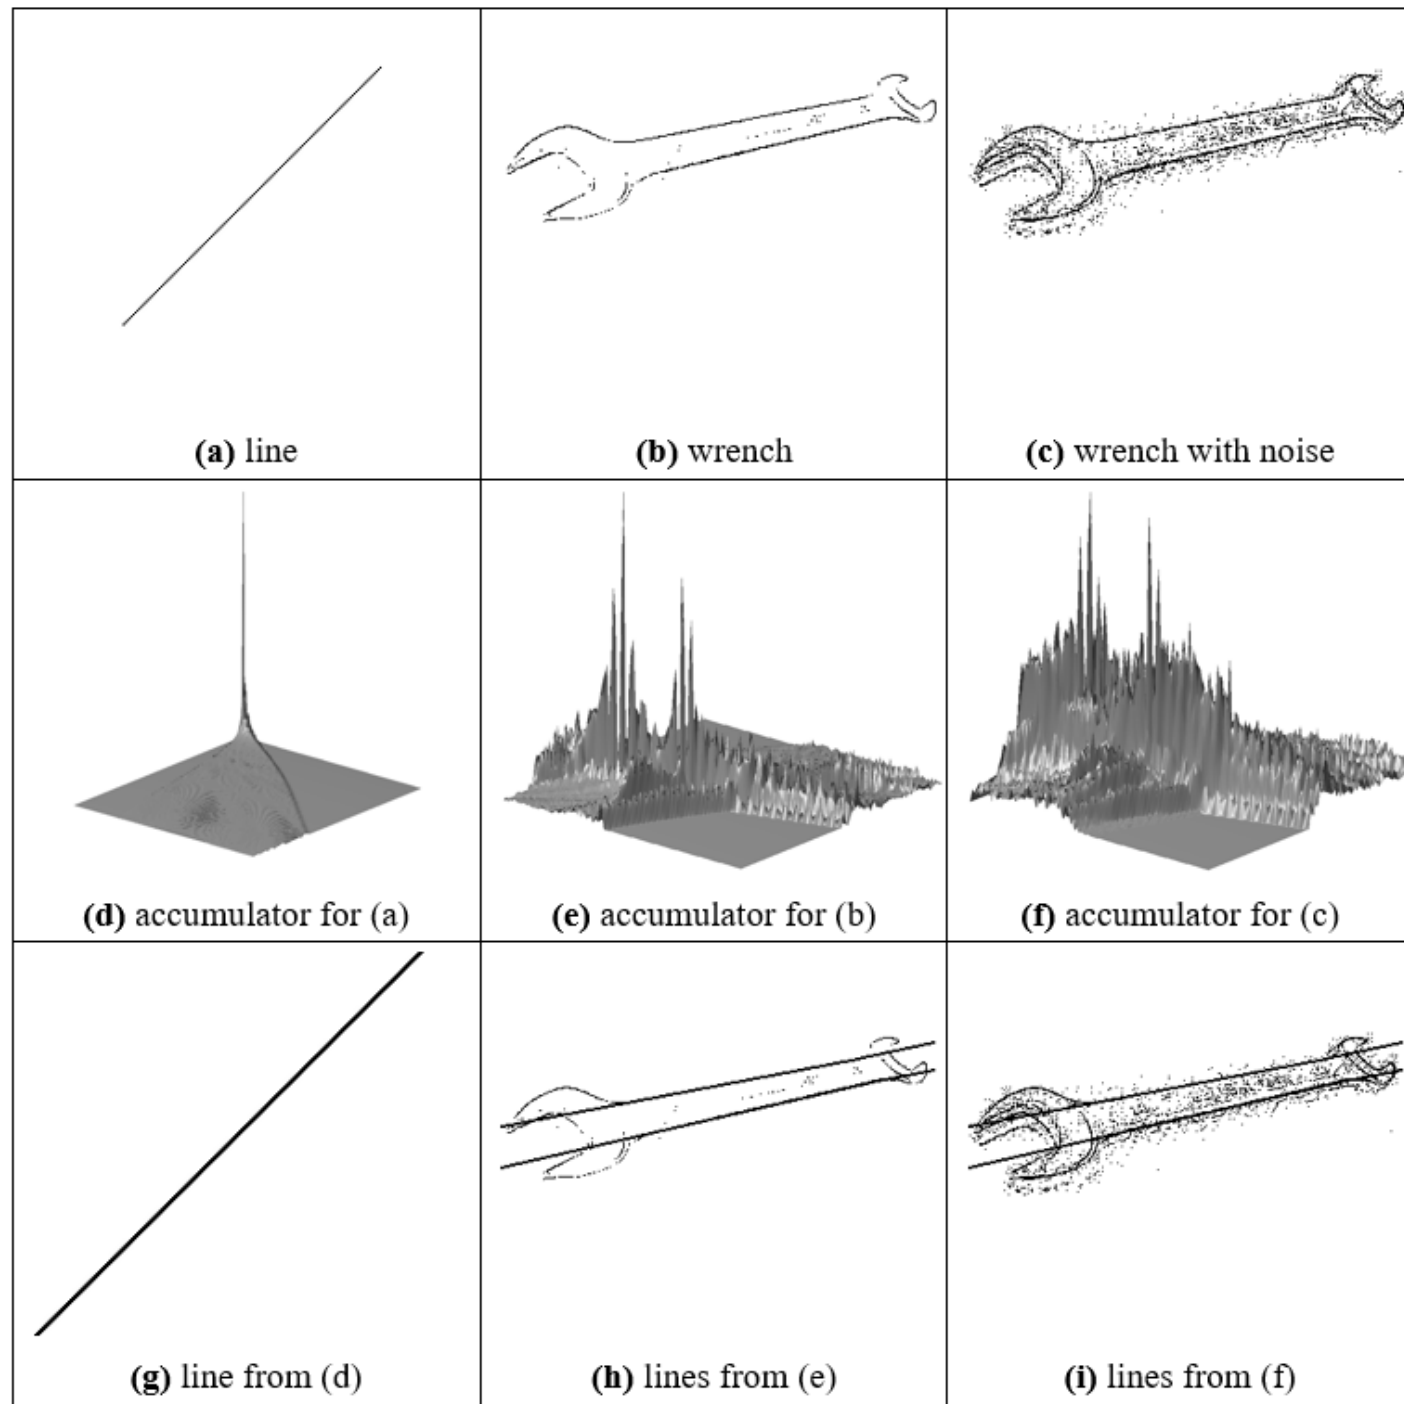 (a) line
(b) wrench
(c) wrench with noise
(d) accumulator for (a)
(e) accumulator for (b)
(f) accumulator for (c)
(g) line from (d)
(h) lines from (e)
(i) lines from (f)